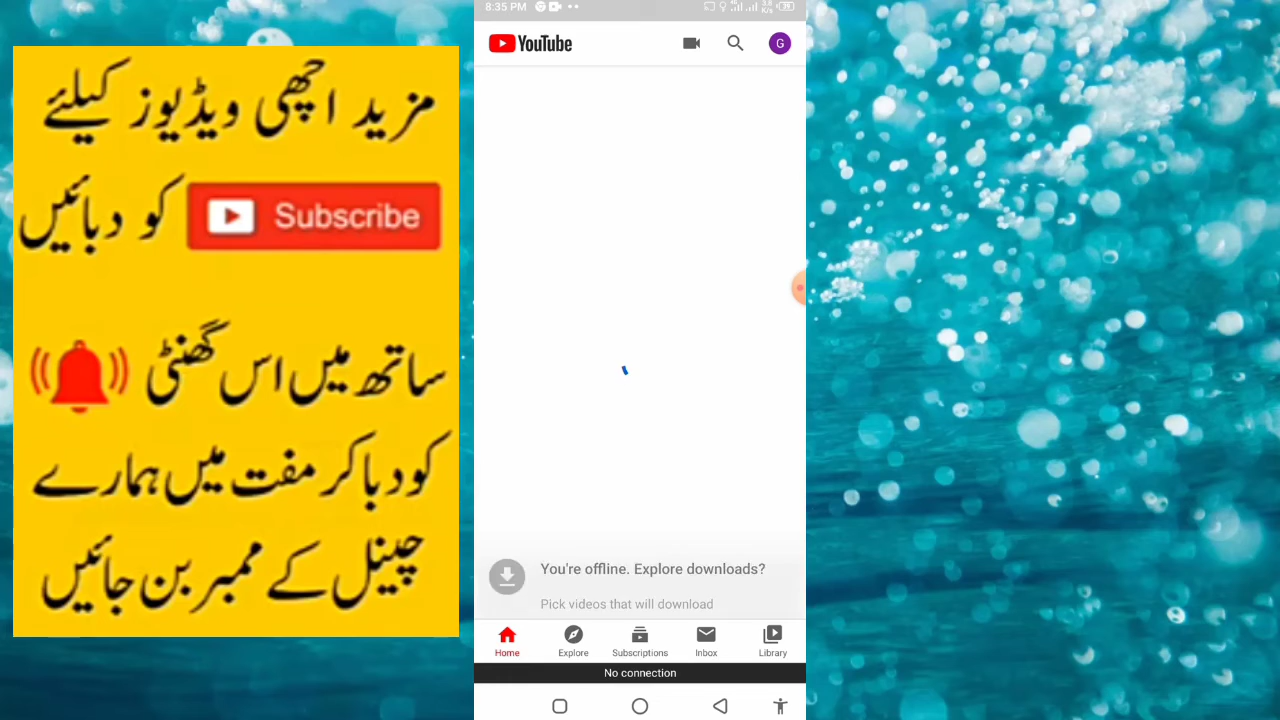 مزید اچھی ویڈیوز کیلئے
Subscribe کو دبائیں
ساتھ میں اس گھنٹی
کو دبا کر مفت میں ہمارے
چینل کے ممبر بن جائیں
8:35 PM
YouTube
G
You're offline. Explore downloads?
Pick videos that will download
Home Explore Subscriptions Inbox Library
No connection